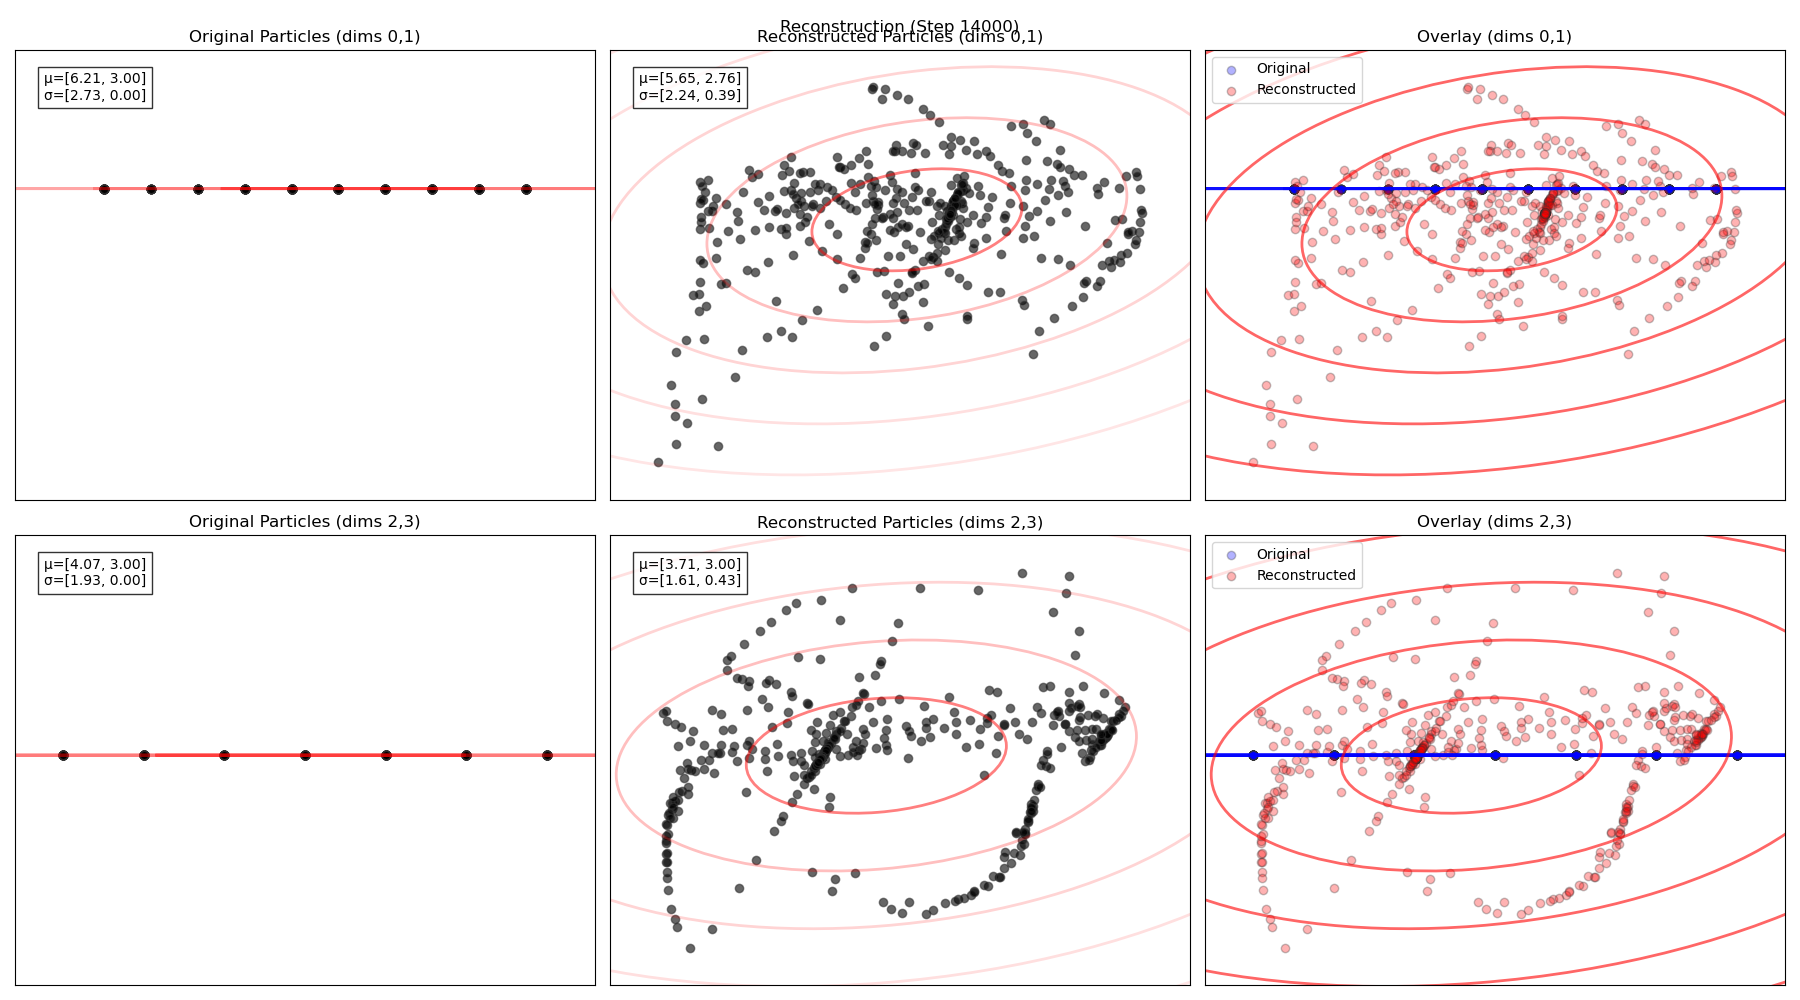 Reconstruction (Step 14000)
Original Particles (dims 0,1)
μ=[6.21, 3.00]
σ=[2.73, 0.00]
Reconstructed Particles (dims 0,1)
μ=[5.65, 2.76]
σ=[2.24, 0.39]
Overlay (dims 0,1)
Original
Reconstructed
Original Particles (dims 2,3)
μ=[4.07, 3.00]
σ=[1.93, 0.00]
Reconstructed Particles (dims 2,3)
μ=[3.71, 3.00]
σ=[1.61, 0.43]
Overlay (dims 2,3)
Original
Reconstructed